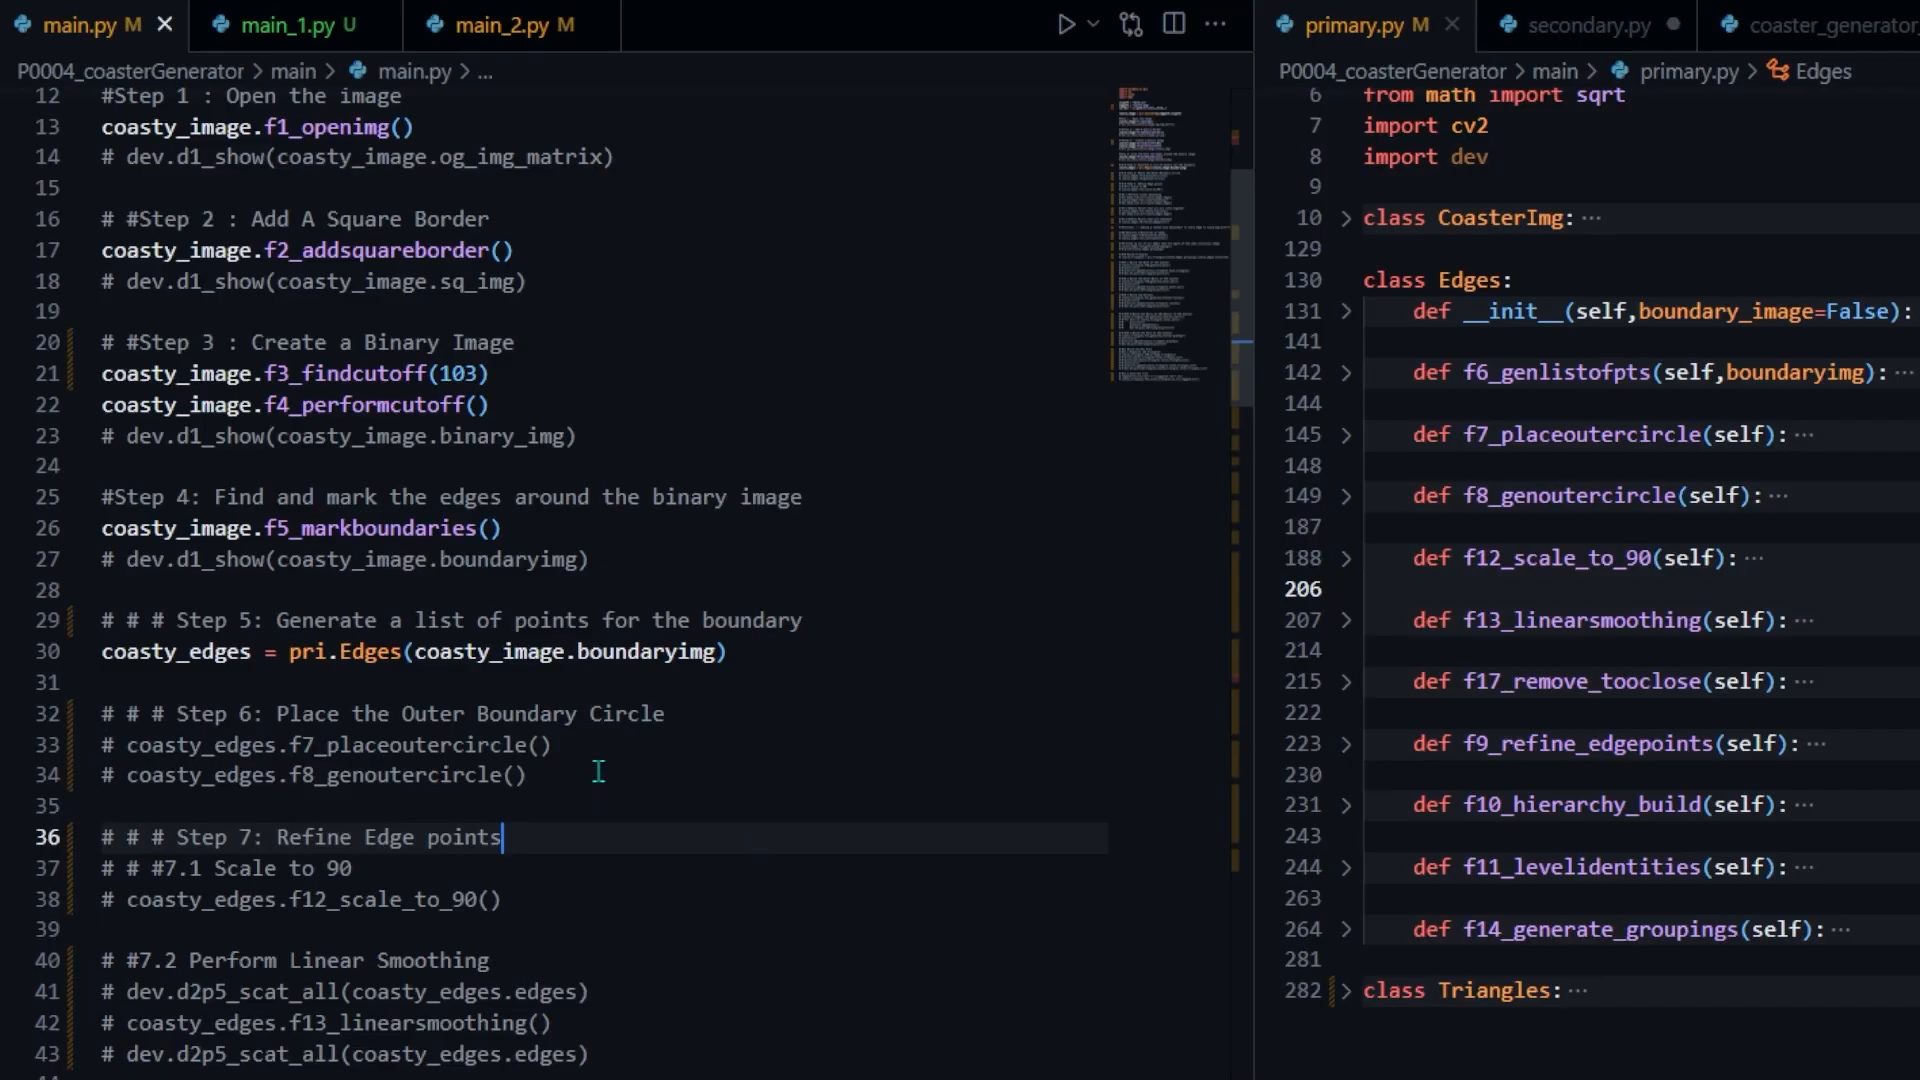 main.py M
main_1.py U
main_2.py M
P0004_coasterGenerator > main > main.py > ...
12 #Step 1 : Open the image
13 coasty_image.f1_openimg()
14 # dev.d1_show(coasty_image.og_img_matrix)
15
16 # #Step 2 : Add A Square Border
17 coasty_image.f2_addsquareborder()
18 # dev.d1_show(coasty_image.sq_img)
19
20 # #Step 3 : Create a Binary Image
21 coasty_image.f3_findcutoff(103)
22 coasty_image.f4_performcutoff()
23 # dev.d1_show(coasty_image.binary_img)
24
25 #Step 4: Find and mark the edges around the binary image
26 coasty_image.f5_markboundaries()
27 # dev.d1_show(coasty_image.boundaryimg)
28
29 # # # Step 5: Generate a list of points for the boundary
30 coasty_edges = pri.Edges(coasty_image.boundaryimg)
31
32 # # # Step 6: Place the Outer Boundary Circle
33 # coasty_edges.f7_placeoutercircle()
34 # coasty_edges.f8_genoutercircle()
35
36 # # # Step 7: Refine Edge points
37 # # #7.1 Scale to 90
38 # coasty_edges.f12_scale_to_90()
39
40 # #7.2 Perform Linear Smoothing
41 # dev.d2p5_scat_all(coasty_edges.edges)
42 # coasty_edges.f13_linearsmoothing()
43 # dev.d2p5_scat_all(coasty_edges.edges)
primary.py M
secondary.py
coaster_generator
P0004_coasterGenerator > main > primary.py > Edges
6 from math import sqrt
7 import cv2
8 import dev
9
10 > class CoasterImg: ...
129
130 class Edges:
131 > def __init__(self,boundary_image=False):
141
142 > def f6_genlistofpts(self,boundaryimg): ...
144
145 > def f7_placeoutercircle(self): ...
148
149 > def f8_genoutercircle(self): ...
187
188 > def f12_scale_to_90(self): ...
206
207 > def f13_linearsmoothing(self): ...
214
215 > def f17_remove_tooclose(self): ...
222
223 > def f9_refine_edgepoints(self): ...
230
231 > def f10_hierarchy_build(self): ...
243
244 > def f11_levelidentities(self): ...
263
264 > def f14_generate_groupings(self): ...
281
282 > class Triangles: ...